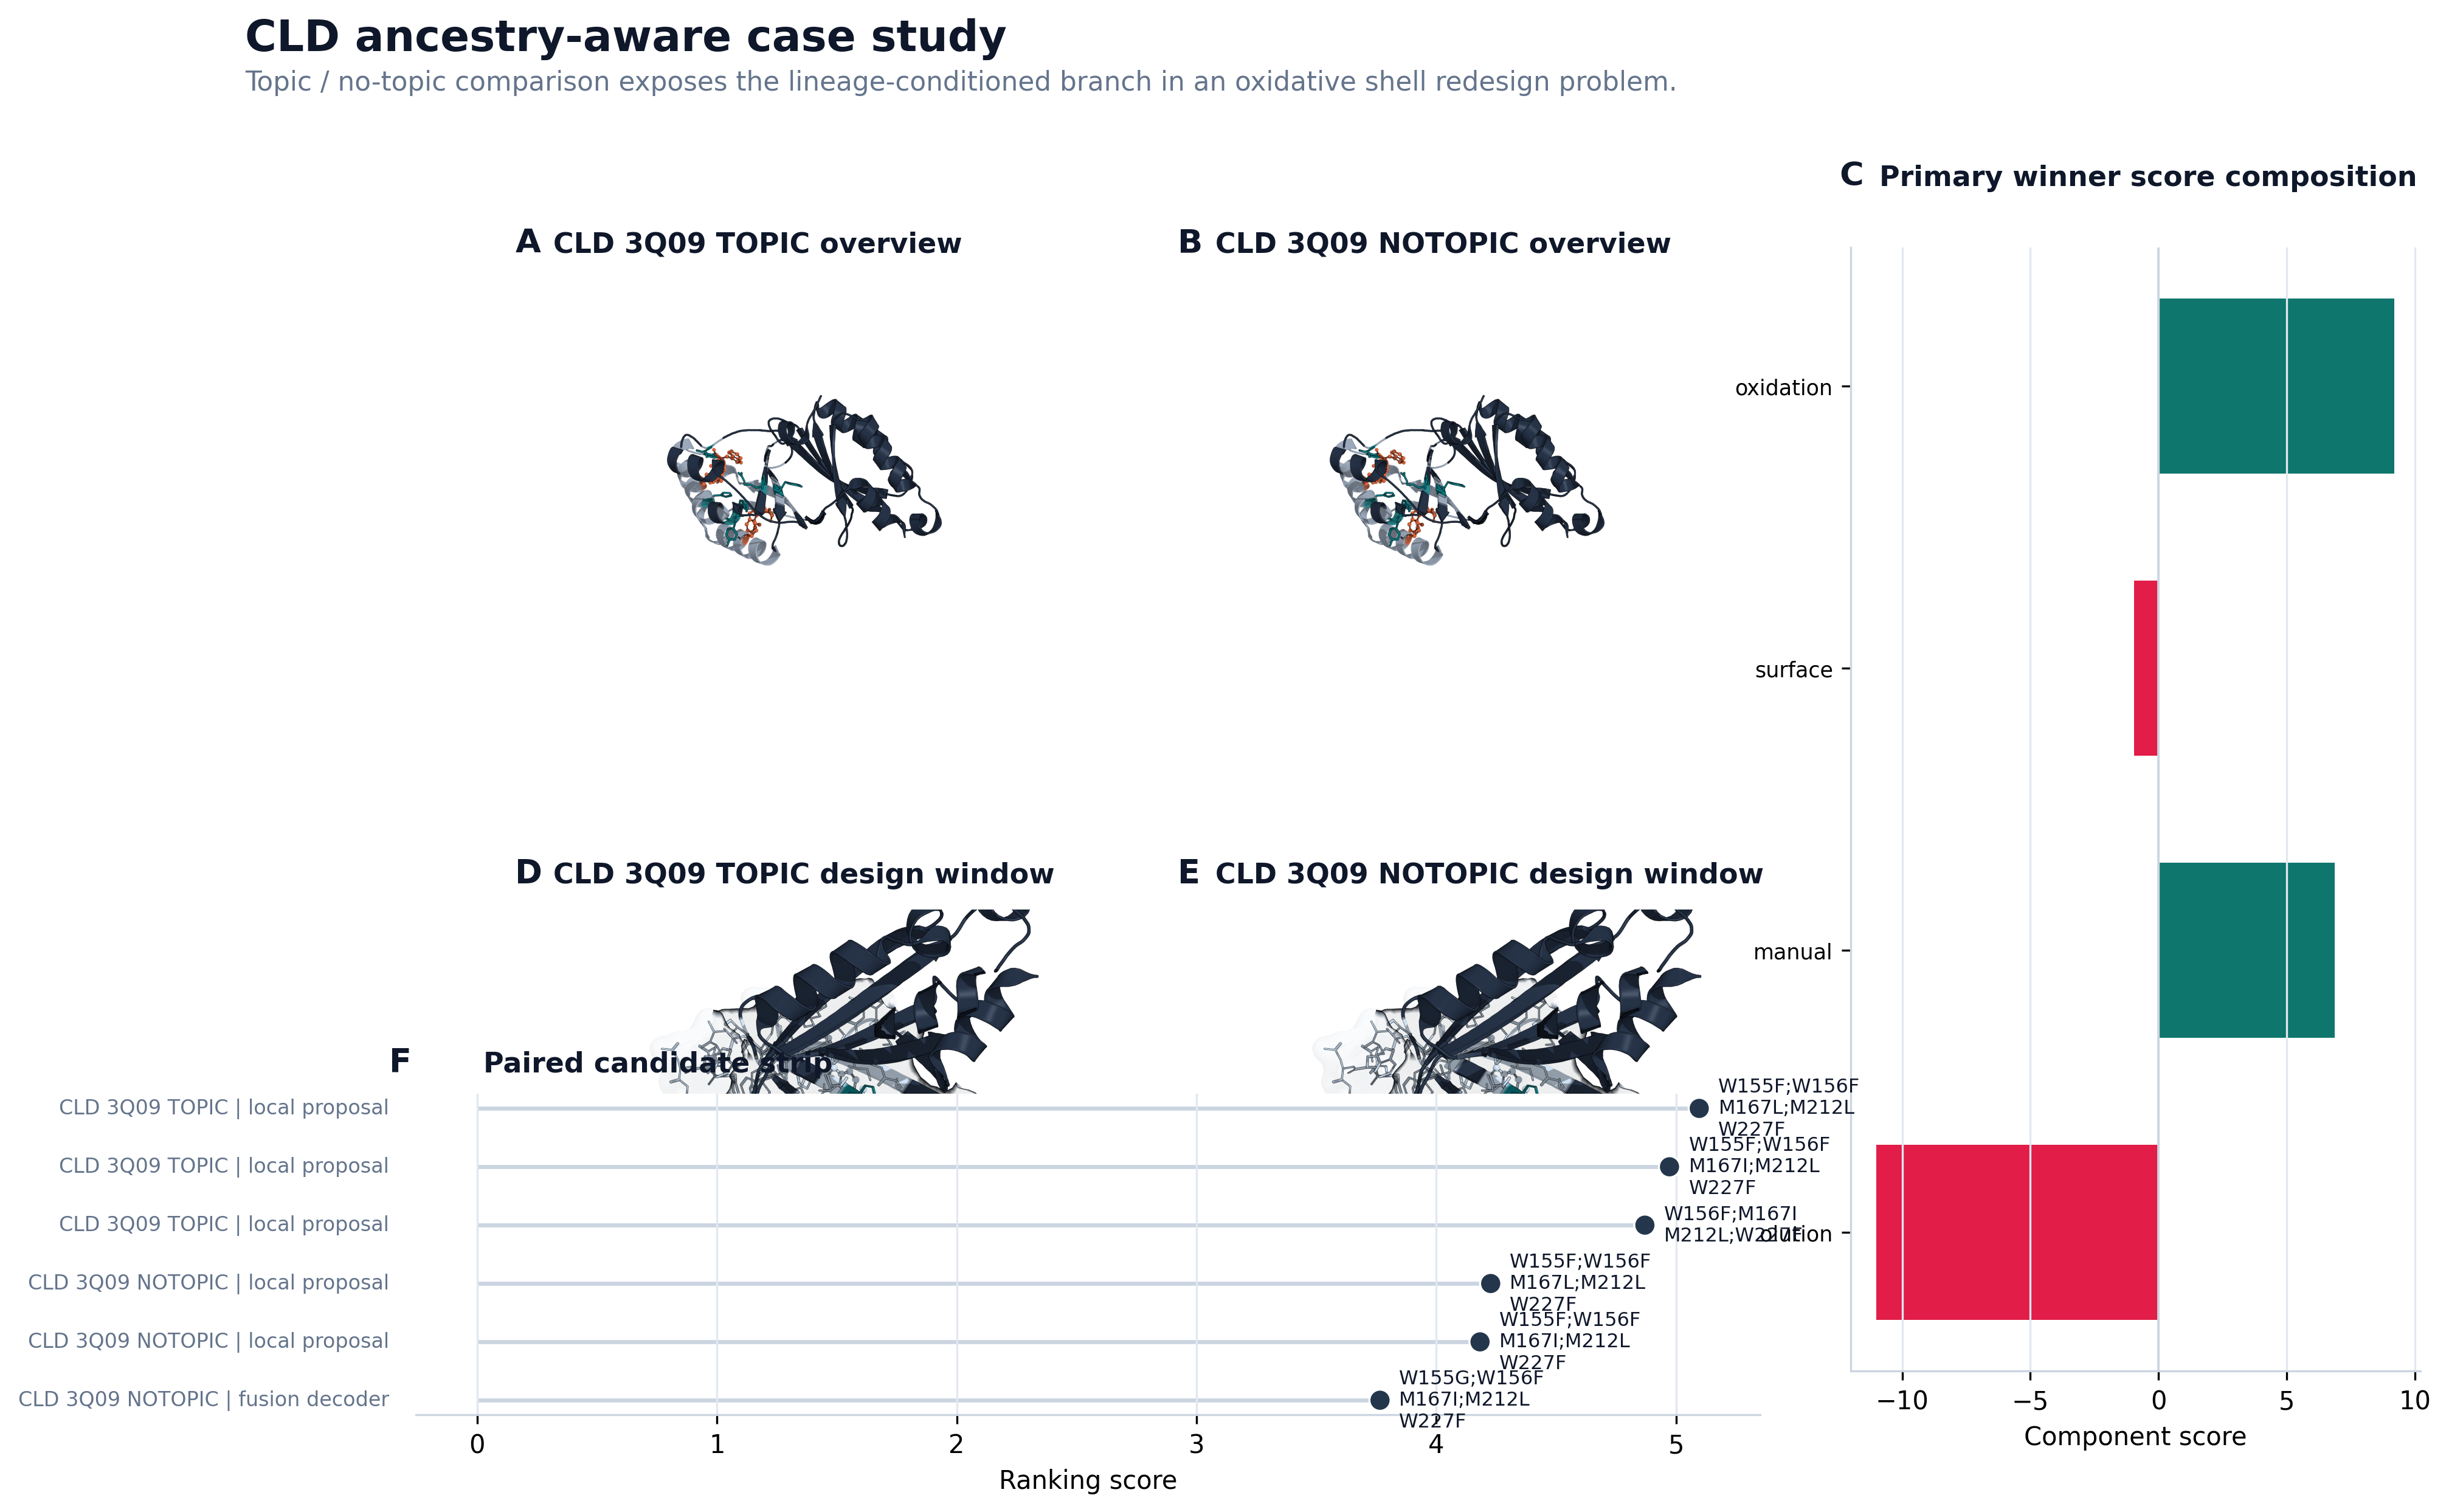 CLD ancestry-aware case study
Topic / no-topic comparison exposes the lineage-conditioned branch in an oxidative shell redesign problem.
A CLD 3Q09 TOPIC overview
B CLD 3Q09 NOTOPIC overview
C Primary winner score composition
oxidation
surface
manual
−10
−5
0
5
10
Component score
D CLD 3Q09 TOPIC design window
E CLD 3Q09 NOTOPIC design window
F Paired candidate strip
CLD 3Q09 TOPIC | local proposal
W155F;W156F
M167L;M212L
W227F
CLD 3Q09 TOPIC | local proposal
W155F;W156F
M167I;M212L
W227F
CLD 3Q09 TOPIC | local proposal
W156F;M167I
M212L;W227F
CLD 3Q09 NOTOPIC | local proposal
W155F;W156F
M167L;M212L
W227F
CLD 3Q09 NOTOPIC | local proposal
W155F;W156F
M167I;M212L
W227F
CLD 3Q09 NOTOPIC | fusion decoder
W155G;W156F
M167I;M212L
W227F
0
1
2
3
4
5
Ranking score